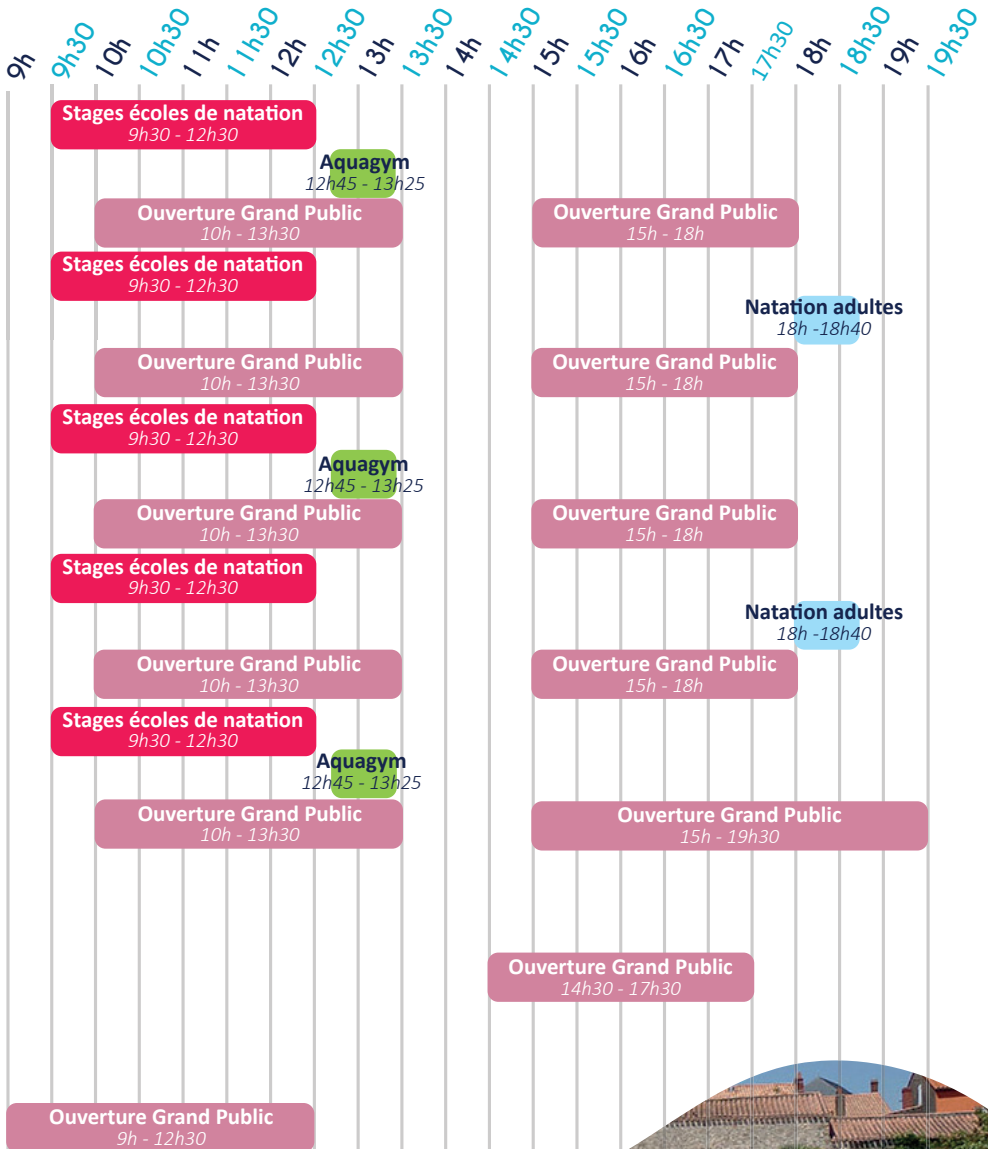 9h 9h30 10h 10h30 11h 11h30 12h 12h30 13h 13h30 14h 14h30 15h 15h30 16h 16h30 17h 17h30 18h 18h30 19h 19h30
Stages écoles de natation
9h30 - 12h30
Aquagym
12h45 - 13h25
Ouverture Grand Public
10h - 13h30
Ouverture Grand Public
15h - 18h
Stages écoles de natation
9h30 - 12h30
Natation adultes
18h -18h40
Ouverture Grand Public
10h - 13h30
Ouverture Grand Public
15h - 18h
Stages écoles de natation
9h30 - 12h30
Aquagym
12h45 - 13h25
Ouverture Grand Public
10h - 13h30
Ouverture Grand Public
15h - 18h
Stages écoles de natation
9h30 - 12h30
Natation adultes
18h -18h40
Ouverture Grand Public
10h - 13h30
Ouverture Grand Public
15h - 18h
Stages écoles de natation
9h30 - 12h30
Aquagym
12h45 - 13h25
Ouverture Grand Public
10h - 13h30
Ouverture Grand Public
15h - 19h30
Ouverture Grand Public
14h30 - 17h30
Ouverture Grand Public
9h - 12h30